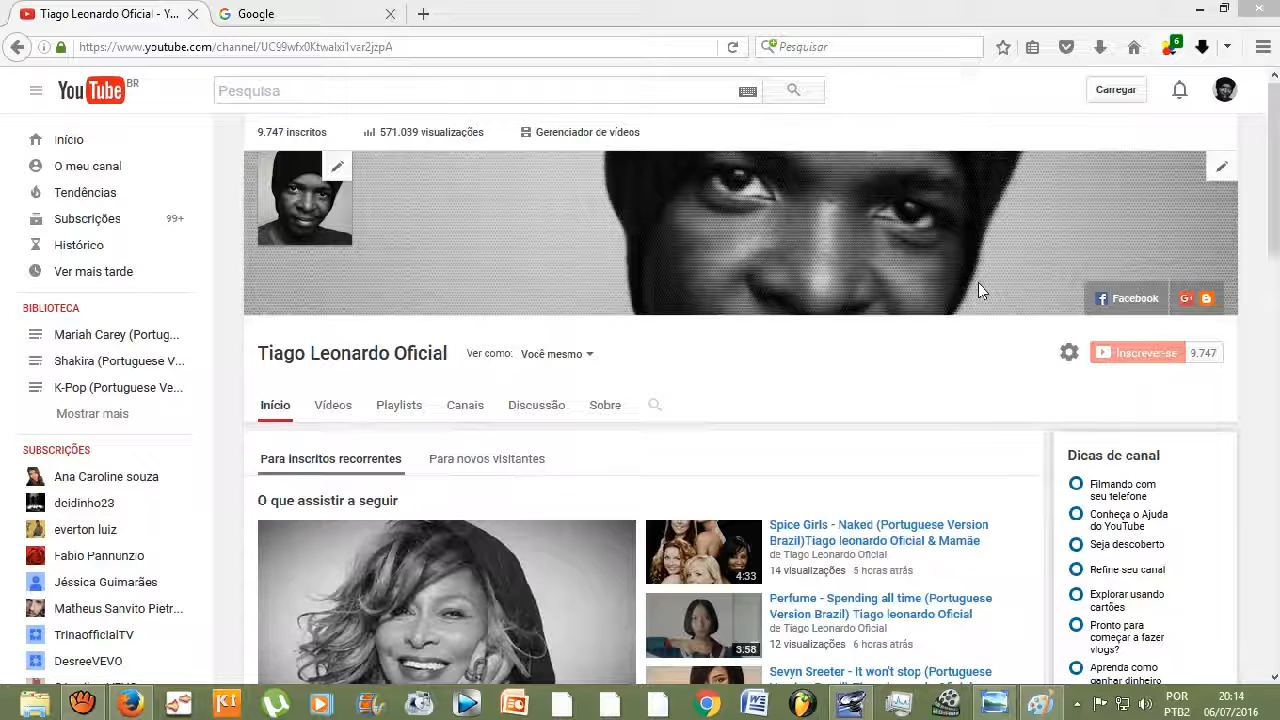 Tiago Leonardo Oficial - Y...
Google
https://www.youtube.com/channel/
Pesquisar
6
YouTube BR
Pesquisa
Carregar
9.747 inscritos
571.039 visualizações
Gerenciador de vídeos
Início
O meu canal
Tendências
Subscrições 99+
Histórico
Ver mais tarde
BIBLIOTECA
Mariah Carey (Portug...
Shakira (Portuguese V...
K-Pop (Portuguese Ve...
Mostrar mais
SUBSCRIÇÕES
Ana Caroline souza
deidinho23
everton luiz
Fabio Pannunzio
Jéssica Guimarães
Matheus Sanvito Pietr...
TrinaofficialTV
DesreeVEVO
Facebook
G+
Tiago Leonardo Oficial
Ver como: Você mesmo
Inscrever-se 9.747
Início Vídeos Playlists Canais Discussão Sobre
Para inscritos recorrentes
Para novos visitantes
O que assistir a seguir
4:33
Spice Girls - Naked (Portuguese Version
Brazil)Tiago leonardo Oficial & Mamãe
de Tiago Leonardo Oficial
14 visualizações 5 horas atrás
3:58
Perfume - Spending all time (Portuguese
Version Brazil) Tiago leonardo Oficial
de Tiago Leonardo Oficial
12 visualizações 6 horas atrás
Sevyn Sreeter - It won't stop (Portuguese
Dicas de canal
Filmando com
seu telefone
Conheça o Ajuda
do YouTube
Seja descoberto
Refine seu canal
Explorar usando
cartões
Pronto para
começar a fazer
vlogs?
Aprenda como
ganhar dinheiro
K1
POR
PTB2
20:14
06/07/2016